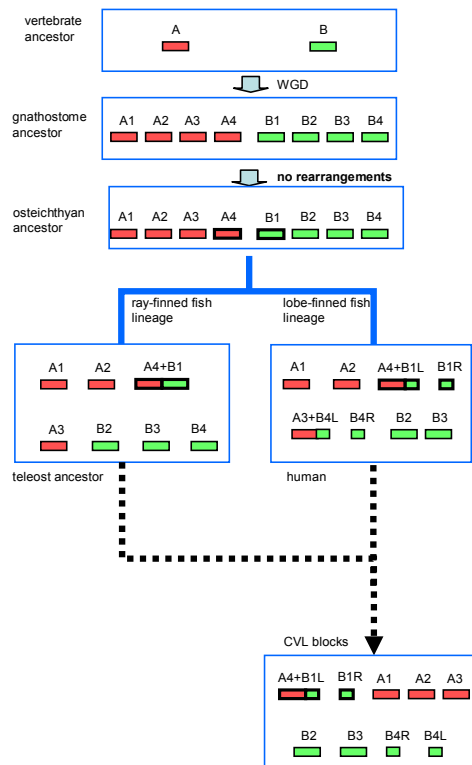 vertebrate
ancestor
A B
WGD
gnathostome
ancestor
A1 A2 A3 A4 B1 B2 B3 B4
no rearrangements
osteichthyan
ancestor
A1 A2 A3 A4 B1 B2 B3 B4
ray-finned fish
lineage
lobe-finned fish
lineage
A1 A2 A4+B1
A3 B2 B3 B4
teleost ancestor
A1 A2 A4+B1L B1R
A3+B4L B4R B2 B3
human
CVL blocks
A4+B1L B1R A1 A2 A3
B2 B3 B4R B4L